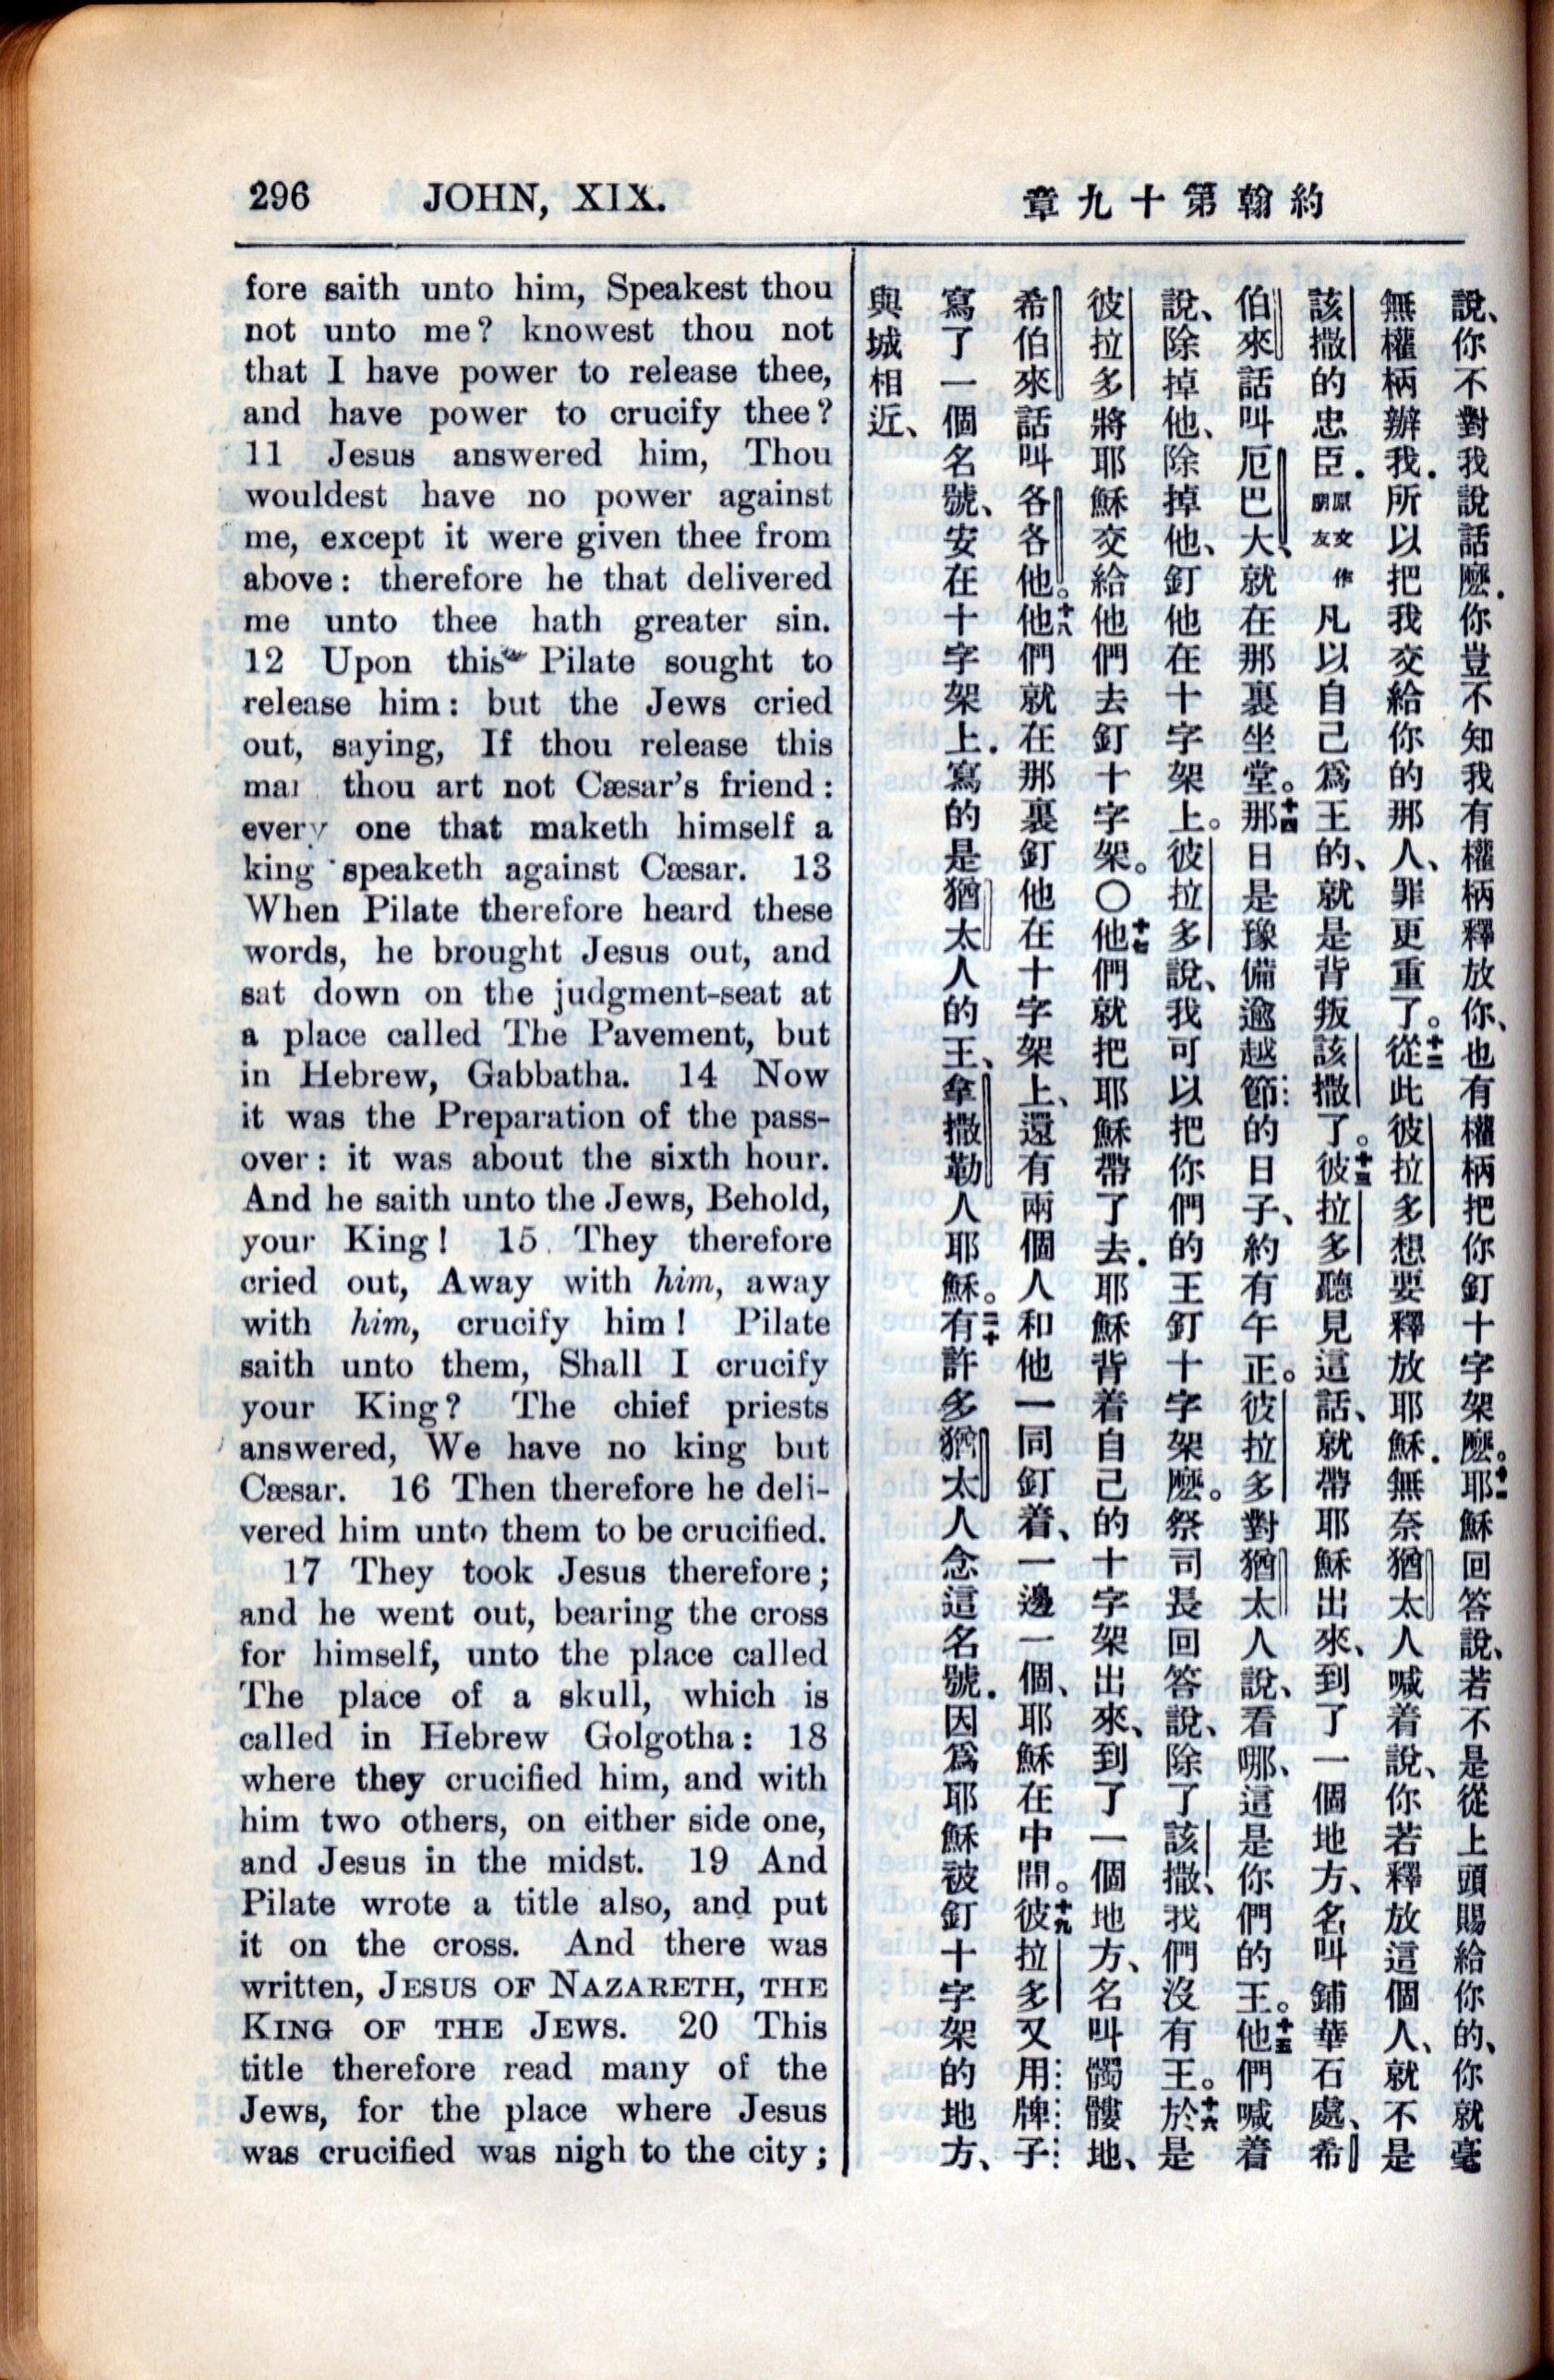 296 JOHN, XIX.
約翰第十九章
fore saith unto him, Speakest thou
not unto me? knowest thou not
that I have power to release thee,
and have power to crucify thee?
11 Jesus answered him, Thou
wouldest have no power against
me, except it were given thee from
above: therefore he that delivered
me unto thee hath greater sin.
12 Upon this Pilate sought to
release him: but the Jews cried
out, saying, If thou release this
mar thou art not Cæsar's friend:
every one that maketh himself a
king speaketh against Cæsar. 13
When Pilate therefore heard these
words, he brought Jesus out, and
sat down on the judgment-seat at
a place called The Pavement, but
in Hebrew, Gabbatha. 14 Now
it was the Preparation of the pass-
over: it was about the sixth hour.
And he saith unto the Jews, Behold,
your King! 15 They therefore
cried out, Away with him, away
with him, crucify him! Pilate
saith unto them, Shall I crucify
your King? The chief priests
answered, We have no king but
Cæsar. 16 Then therefore he deli-
vered him unto them to be crucified.
17 They took Jesus therefore;
and he went out, bearing the cross
for himself, unto the place called
The place of a skull, which is
called in Hebrew Golgotha: 18
where they crucified him, and with
him two others, on either side one,
and Jesus in the midst. 19 And
Pilate wrote a title also, and put
it on the cross. And there was
written, JESUS OF NAZARETH, THE
KING OF THE JEWS. 20 This
title therefore read many of the
Jews, for the place where Jesus
was crucified was nigh to the city;
說、你不對我說話麼．你豈不知我有權柄釋放你、也有權柄把你釘十字架麼。十一耶穌回答說、若不是從上頭賜給你的、你就毫
無權柄辦我．所以把我交給你的那人、罪更重了。十二從此彼拉多想要釋放耶穌．無奈猶太人喊着說、你若釋放這個人、就不是
該撒的忠臣．原文作朋友凡以自己爲王的、就是背叛該撒了。十三彼拉多聽見這話、就帶耶穌出來、到了一個地方、名叫鋪華石處、希
伯來話叫厄巴大、就在那裏坐堂。十四那日是豫備逾越節的日子、約有午正。彼拉多對猶太人說、看哪、這是你們的王。十五他們喊着
說、除掉他、除掉他、釘他在十字架上。彼拉多說、我可以把你們的王釘十字架麼。祭司長回答說、除了該撒、我們沒有王。十六於是
彼拉多將耶穌交給他們去釘十字架。〇十七他們就把耶穌帶了去．耶穌背着自己的十字架出來、到了一個地方、名叫髑髏地、
希伯來話叫各各他。十八他們就在那裏釘他在十字架上、還有兩個人和他一同釘着、一邊一個、耶穌在中間。十九彼拉多又用牌子
寫了一個名號、安在十字架上．寫的是猶太人的王、拿撒勒人耶穌。二十有許多猶太人念這名號．因爲耶穌被釘十字架的地方、
與城相近、